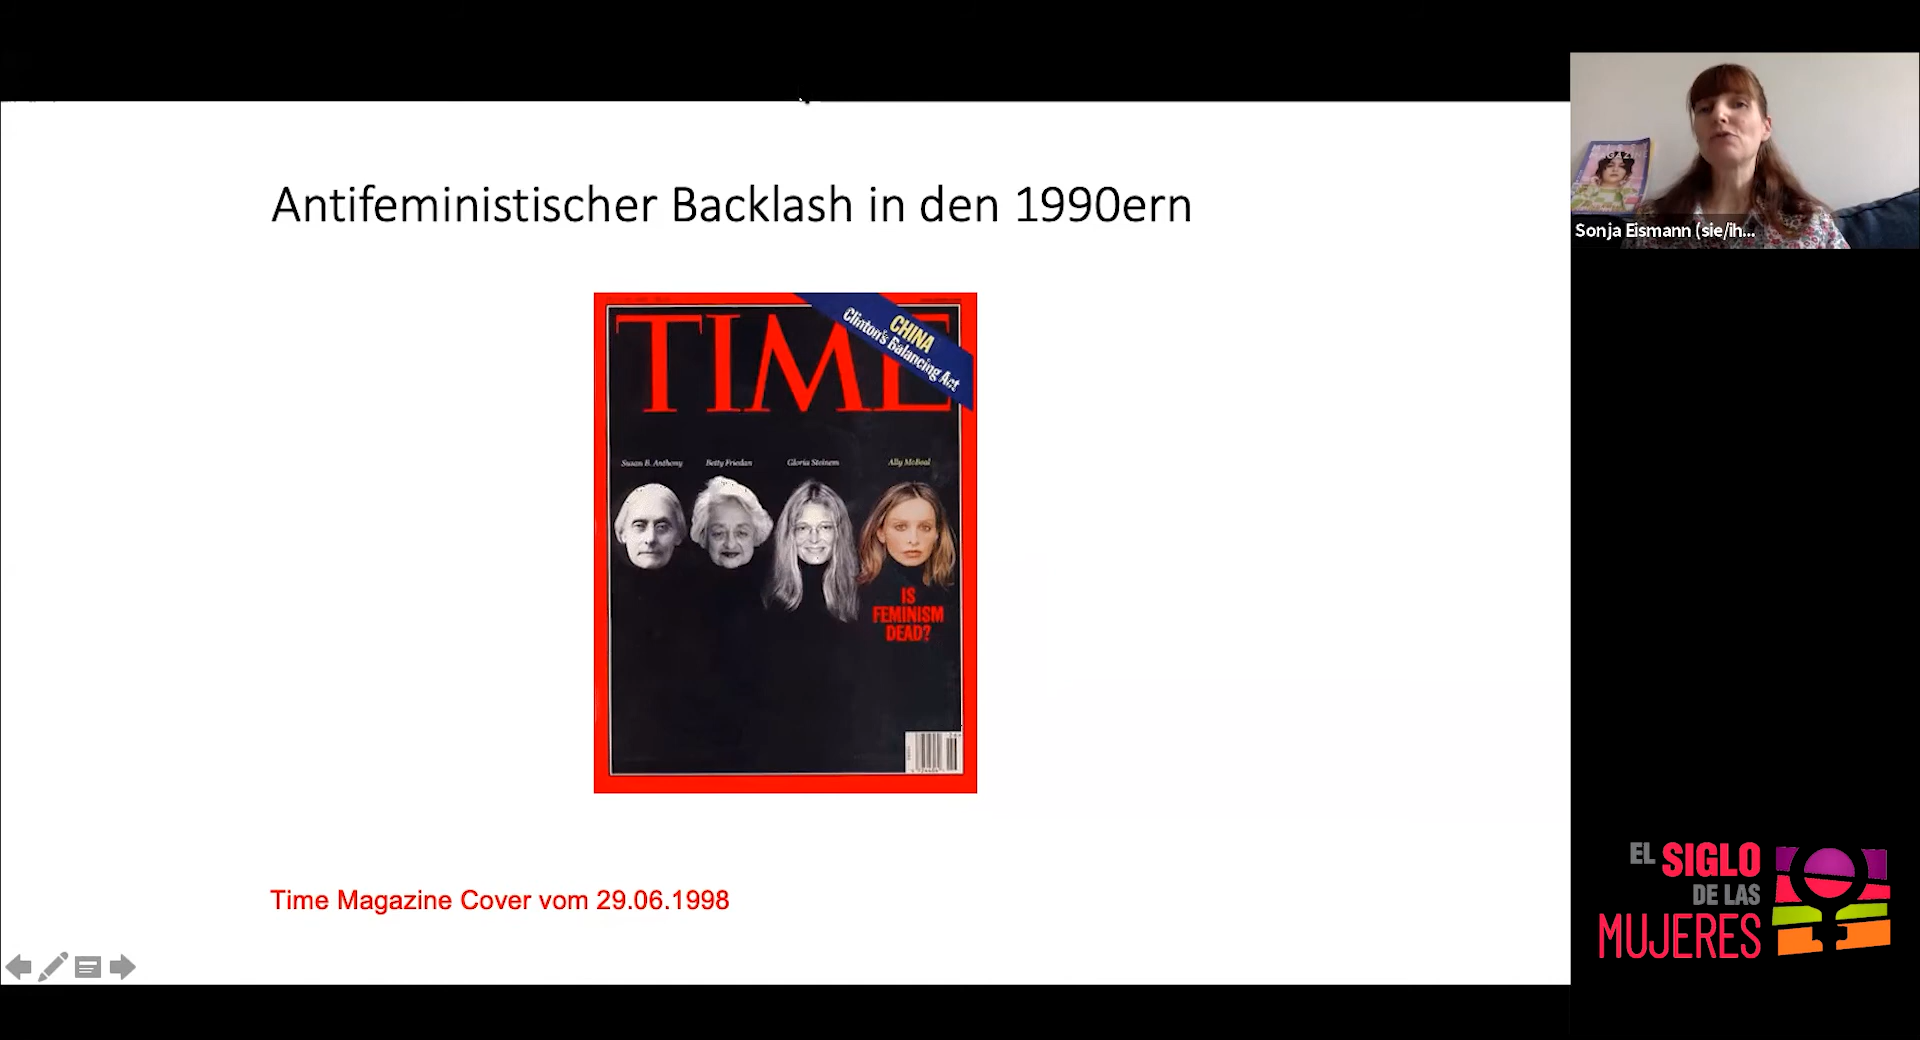 Antifeministischer Backlash in den 1990ern
TIME
CHINA
Clinton's Balancing Act
Susan B. Anthony
Betty Friedan
Gloria Steinem
Ally McBeal
IS
FEMINISM
DEAD?
Time Magazine Cover vom 29.06.1998
MAGAZINE
Sonja Eismann (sie/ih...
EL SIGLO
DE LAS
MUJERES